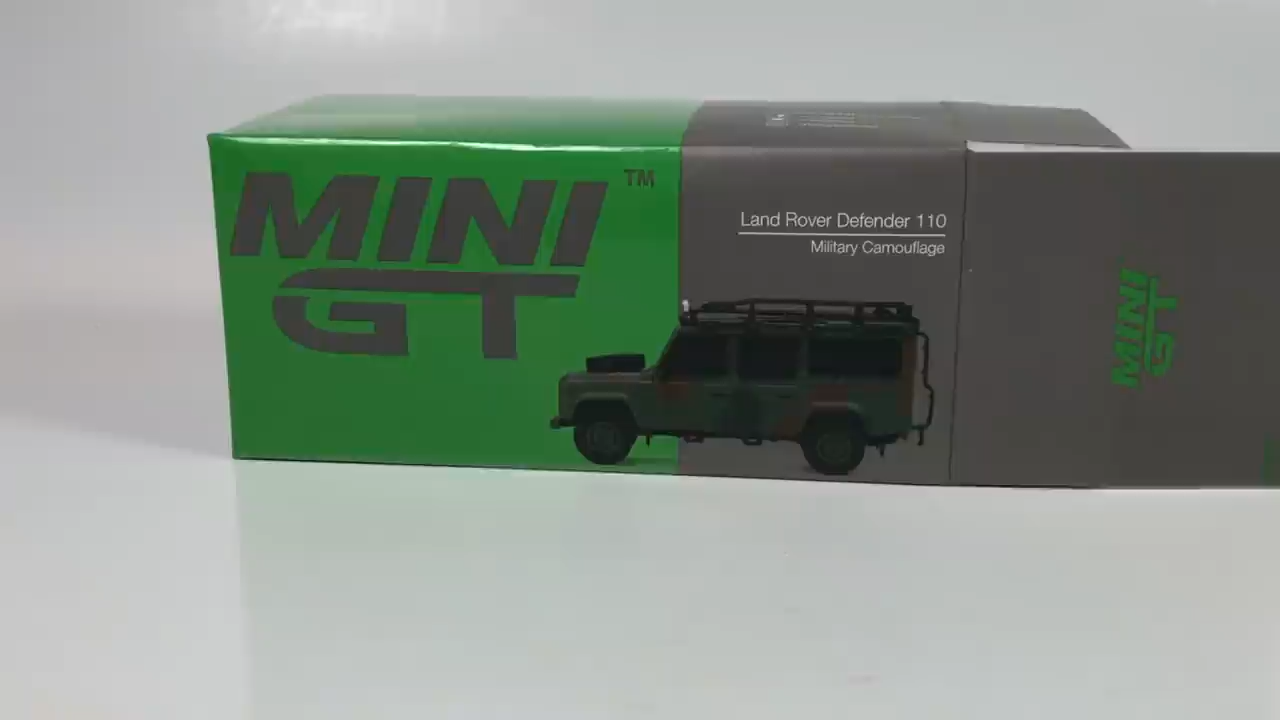 MINI
GT
TM
Land Rover Defender 110
Military Camouflage
MINI
GT